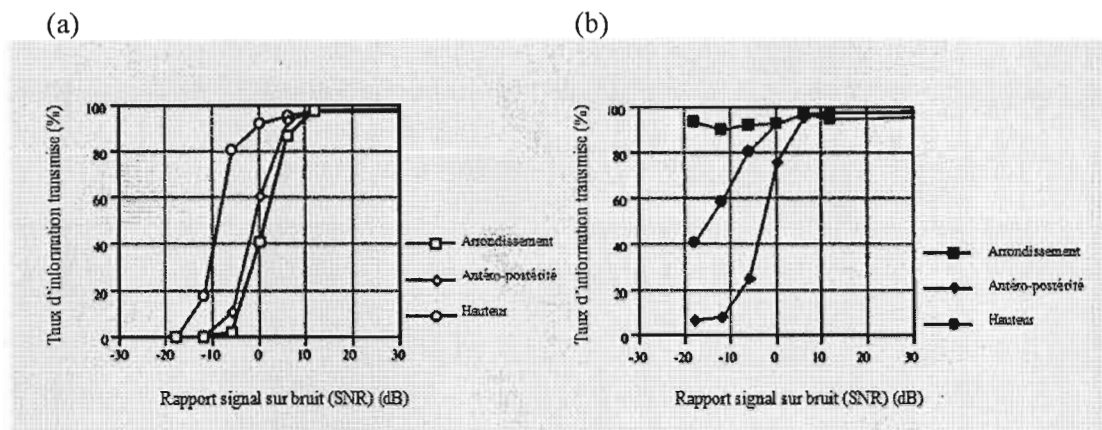 (a)
(b)
Taux d'information transmise (%)
100
80
60
40
20
0
-30 -20 -10 0 10 20 30
Rapport signal sur bruit (SNR) (dB)
Arrondissement
Antéro-postérité
Hauteur
Taux d'information transmise (%)
100
80
60
40
20
0
-30 -20 -10 0 10 20 30
Rapport signal sur bruit (SNR) (dB)
Arrondissement
Antéro-postérité
Hauteur